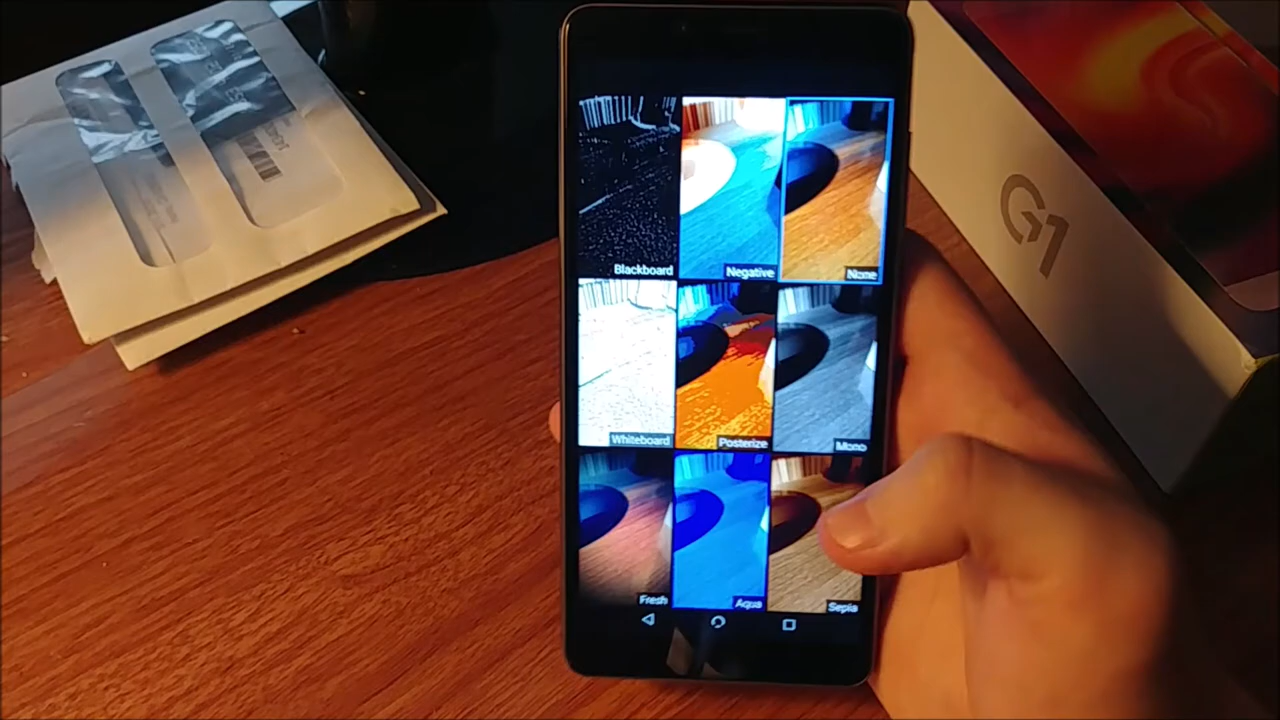 G1
Blackboard
Negative
None
Whiteboard
Posterize
Mono
Fresh
Aqua
Sepia